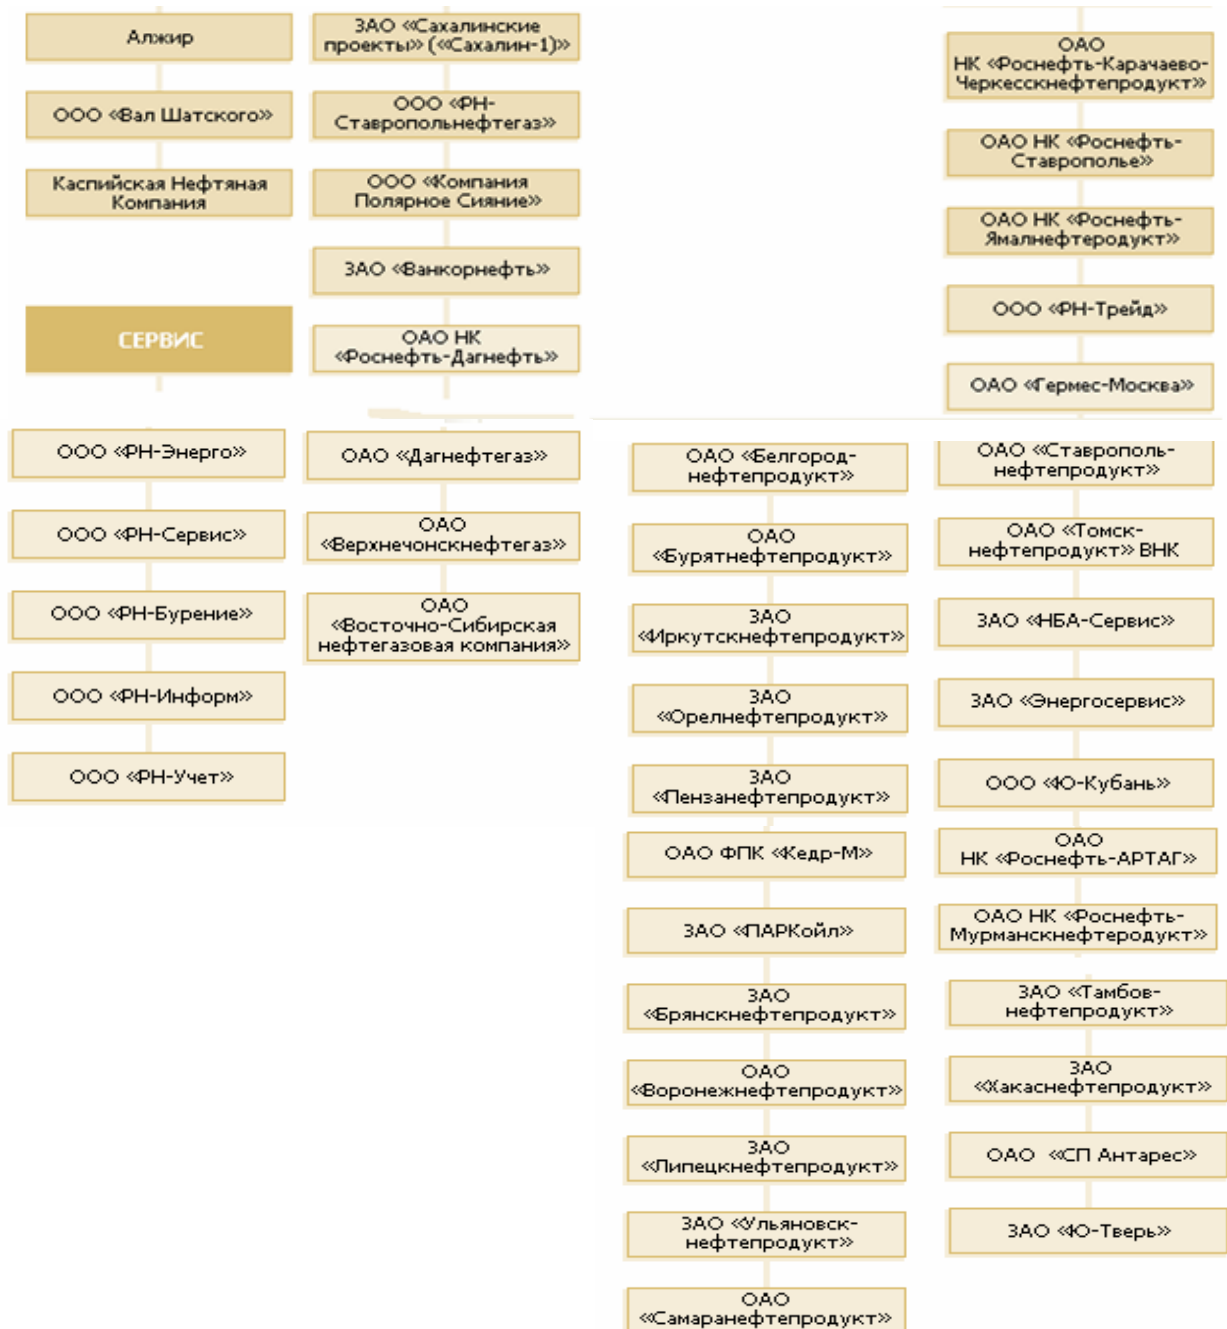 Алжир
ООО «Вал Шатского»
Каспийская Нефтяная
Компания
СЕРВИС
ООО «РН-Энерго»
ООО «РН-Сервис»
ООО «РН-Бурение»
ООО «РН-Информ»
ООО «РН-Учет»
ЗАО «Сахалинские
проекты» («Сахалин-1)»
ООО «РН-
Ставропольнефтегаз»
ООО «Компания
Полярное Сияние»
ЗАО «Ванкорнефть»
ОАО НК
«Роснефть-Дагнефть»
ОАО «Дагнефтегаз»
ОАО
«Верхнечонскнефтегаз»
ОАО
«Восточно-Сибирская
нефтегазовая компания»
ОАО «Белгород-
нефтепродукт»
ОАО
«Бурятнефтепродукт»
ЗАО
«Иркутскнефтепродукт»
ЗАО
«Орелнефтепродукт»
ЗАО
«Пензанефтепродукт»
ОАО ФПК «Кедр-М»
ЗАО «ПАРКойл»
ЗАО
«Брянскнефтепродукт»
ОАО
«Воронежнефтепродукт»
ЗАО
«Липецкнефтепродукт»
ЗАО «Ульяновск-
нефтепродукт»
ОАО
«Самаранефтепродукт»
ОАО
НК «Роснефть-Карачаево-
Черкесскнефтепродукт»
ОАО НК «Роснефть-
Ставрополье»
ОАО НК «Роснефть-
Ямалнефтеродукт»
ООО «РН-Трейд»
ОАО «Гермес-Москва»
ОАО «Ставрополь-
нефтепродукт»
ОАО «Томск-
нефтепродукт» ВНК
ЗАО «НБА-Сервис»
ЗАО «Энергосервис»
ООО «Ю-Кубань»
ОАО
НК «Роснефть-АРТАГ»
ОАО НК «Роснефть-
Мурманскнефтеродукт»
ЗАО «Тамбов-
нефтепродукт»
ЗАО
«Хакаснефтепродукт»
ОАО «СП Антарес»
ЗАО «Ю-Тверь»